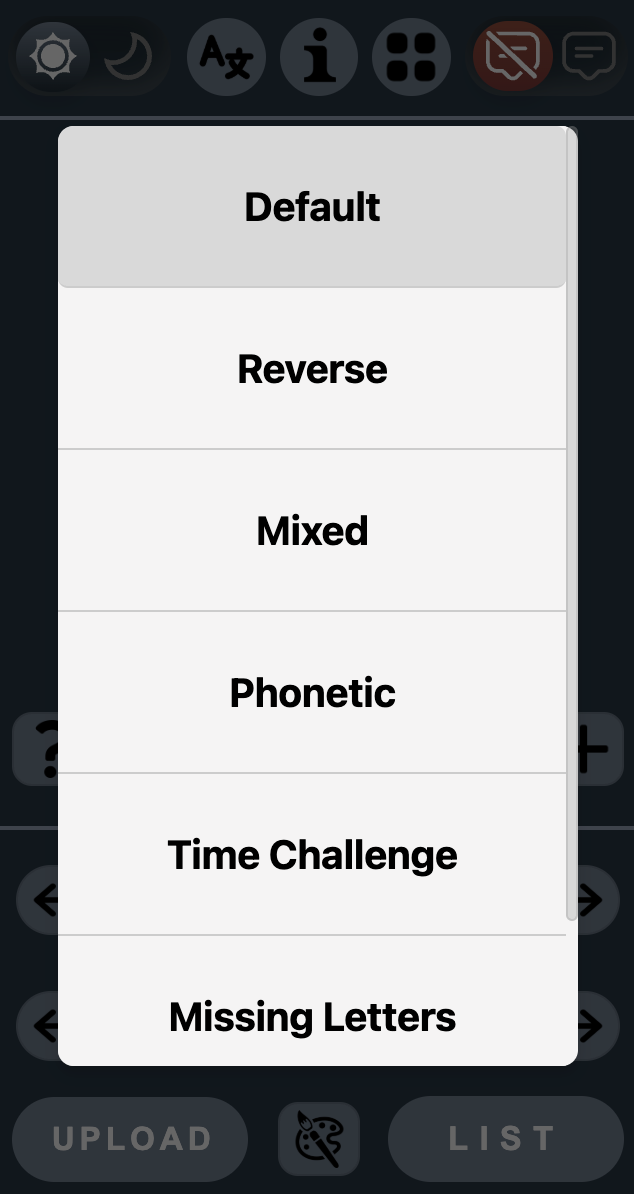 Default
Reverse
Mixed
Phonetic
Time Challenge
?
Missing Letters
UPLOAD
LIST